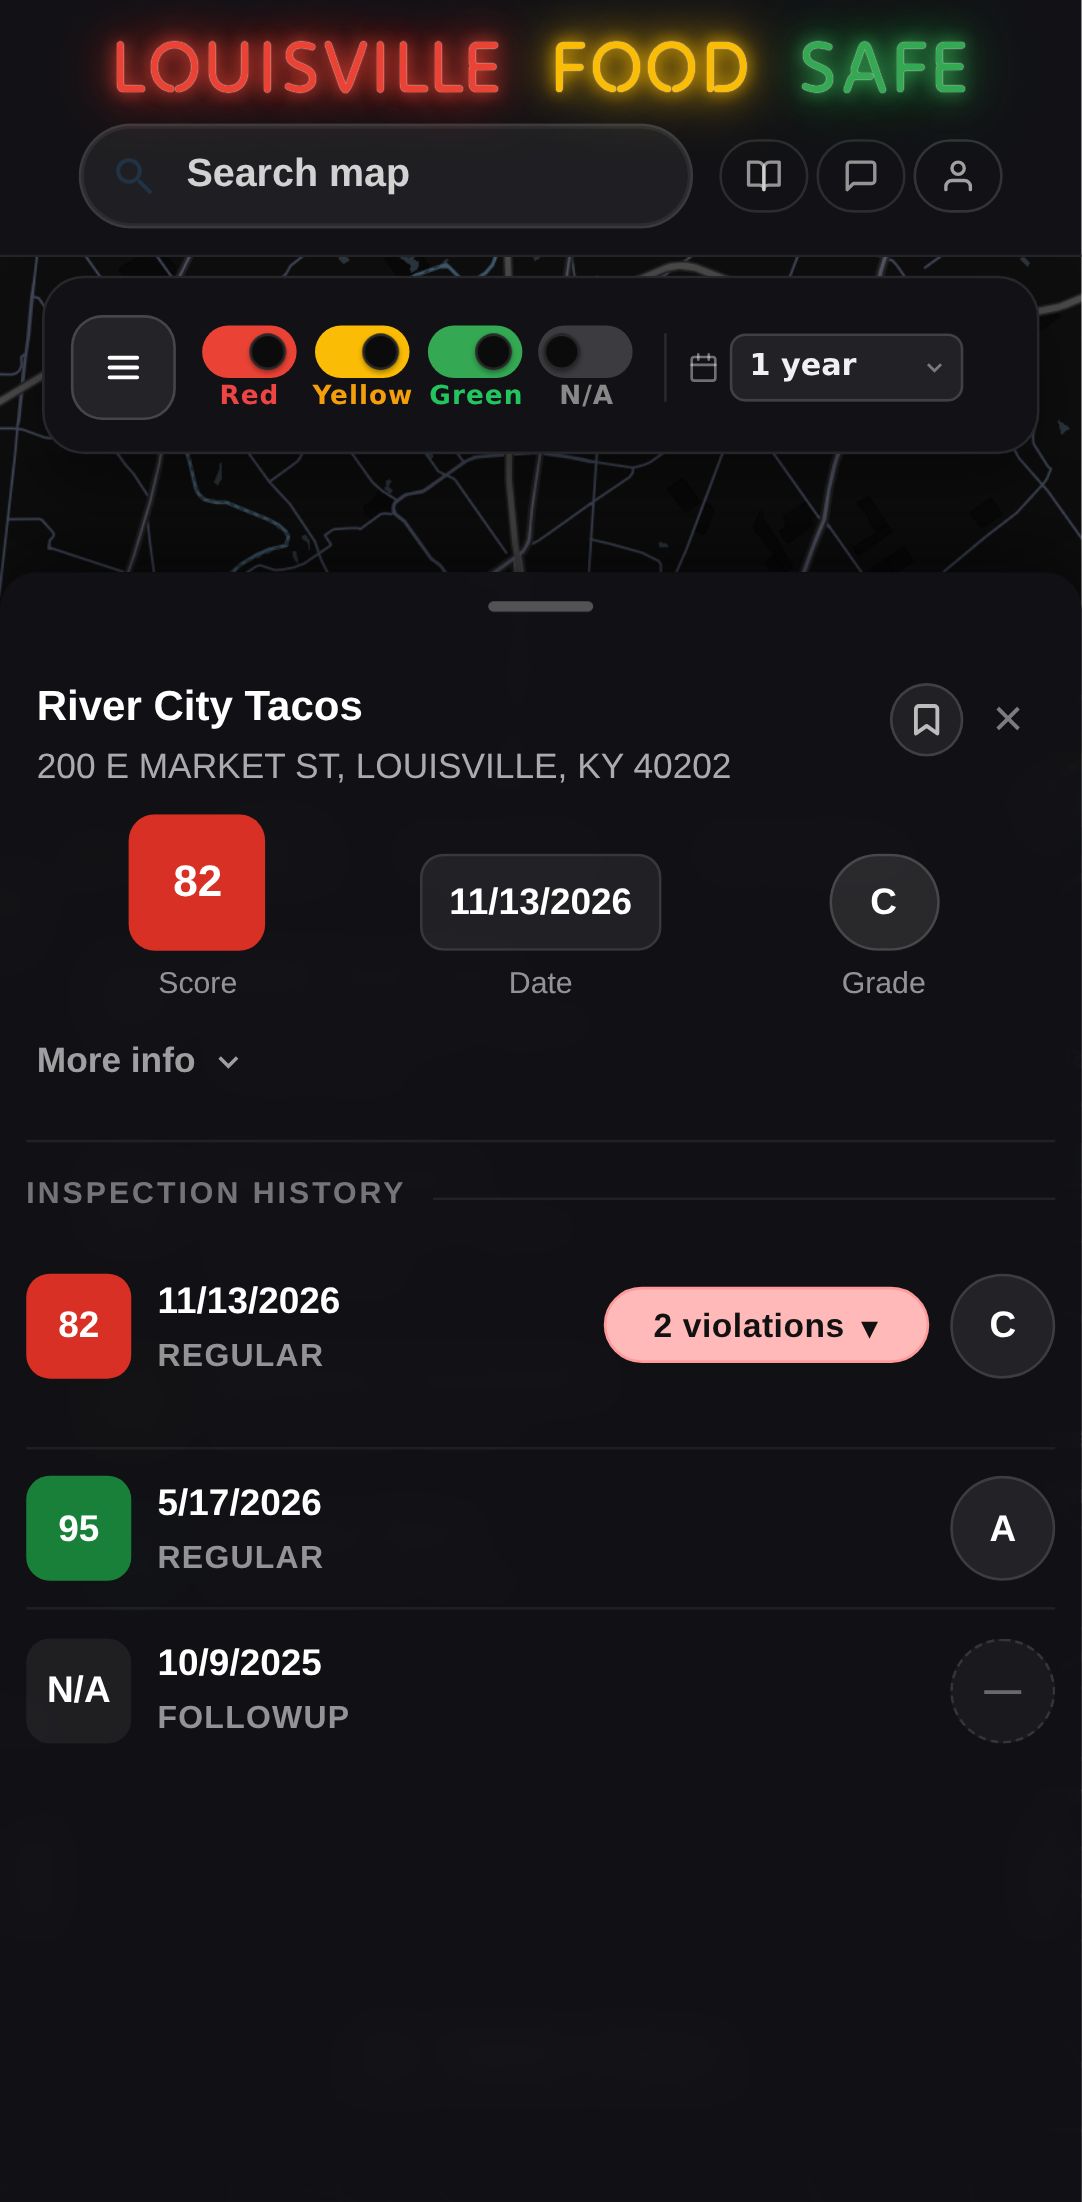 LOUISVILLE FOOD SAFE
Search map
Red Yellow Green N/A 1 year
River City Tacos
200 E MARKET ST, LOUISVILLE, KY 40202
82 11/13/2026 C
Score Date Grade
More info
INSPECTION HISTORY
82 11/13/2026 2 violations ▼ C
REGULAR
95 5/17/2026 A
REGULAR
N/A 10/9/2025 —
FOLLOWUP